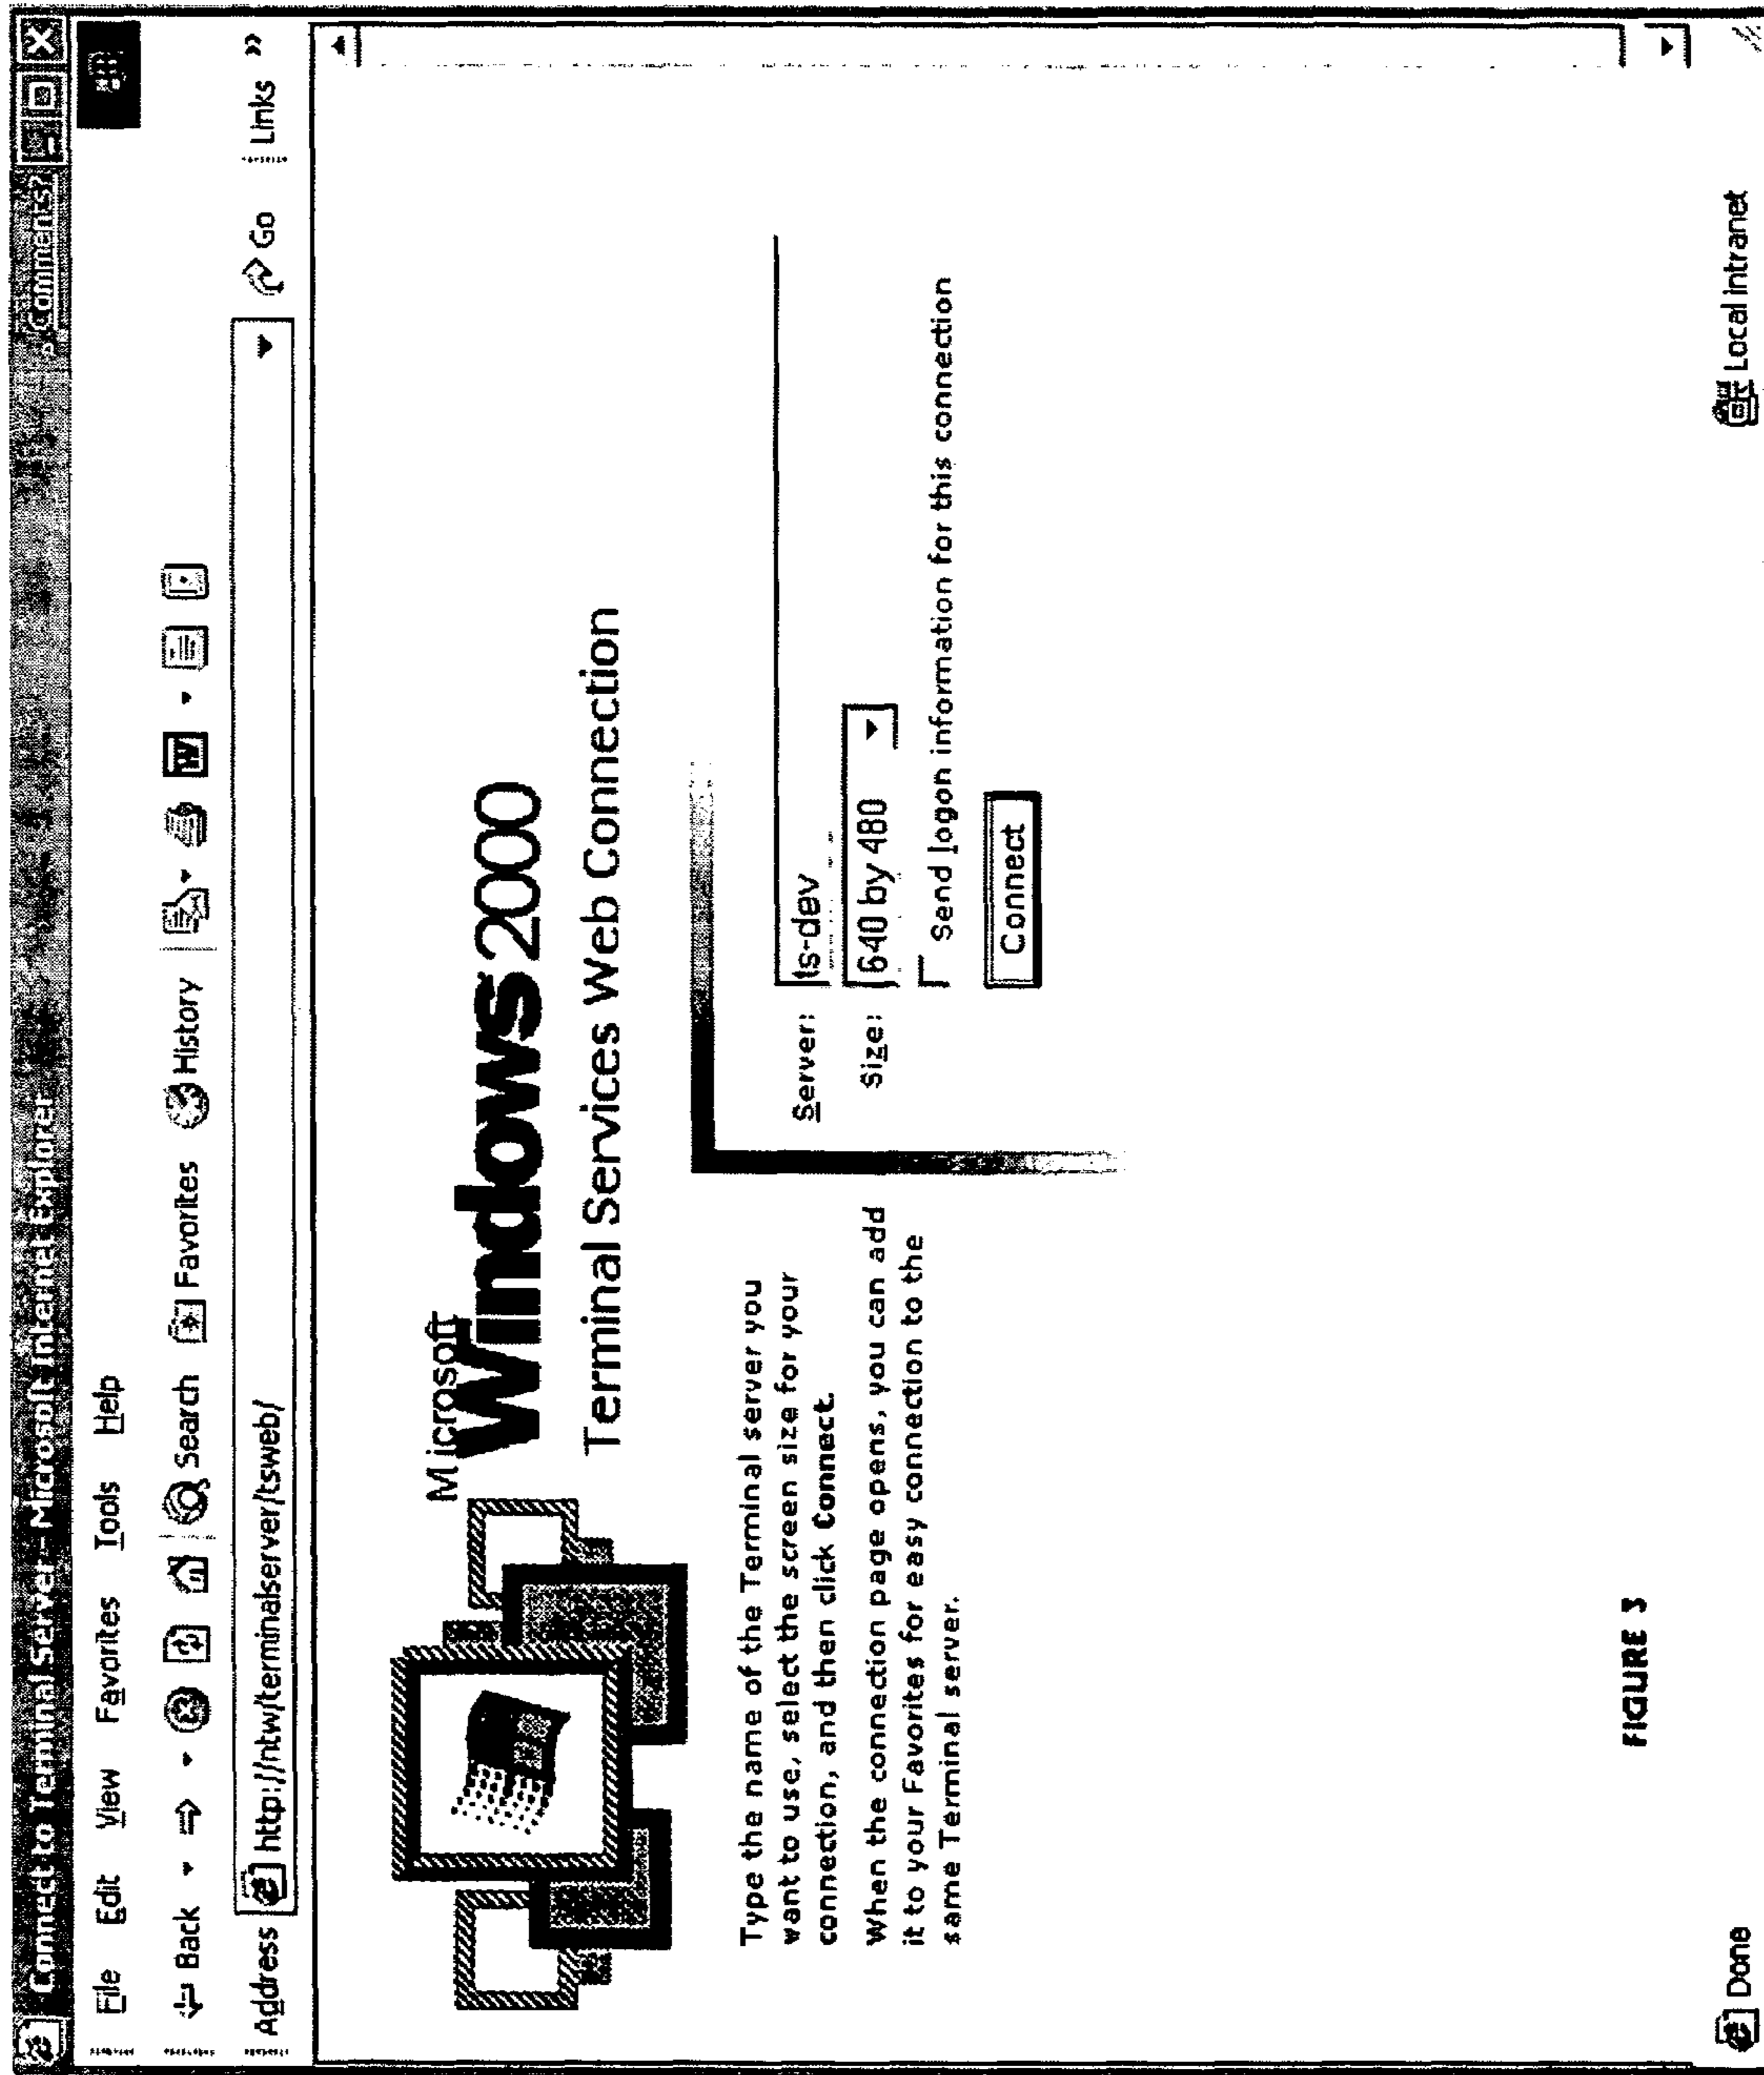 Connect to Terminal Server - Microsoft Internet Explorer
Comments?
File Edit View Favorites Tools Help
Back Search Favorites History
Address http://ntw/terminalserver/tsweb/ Go Links »
Microsoft
Windows 2000
Terminal Services Web Connection
Type the name of the Terminal server you
want to use, select the screen size for your
connection, and then click Connect.
When the connection page opens, you can add
it to your Favorites for easy connection to the
same Terminal server.
Server: ts-dev
Size: 640 by 480
Send logon information for this connection
Connect
FIGURE 3
Done
Local intranet